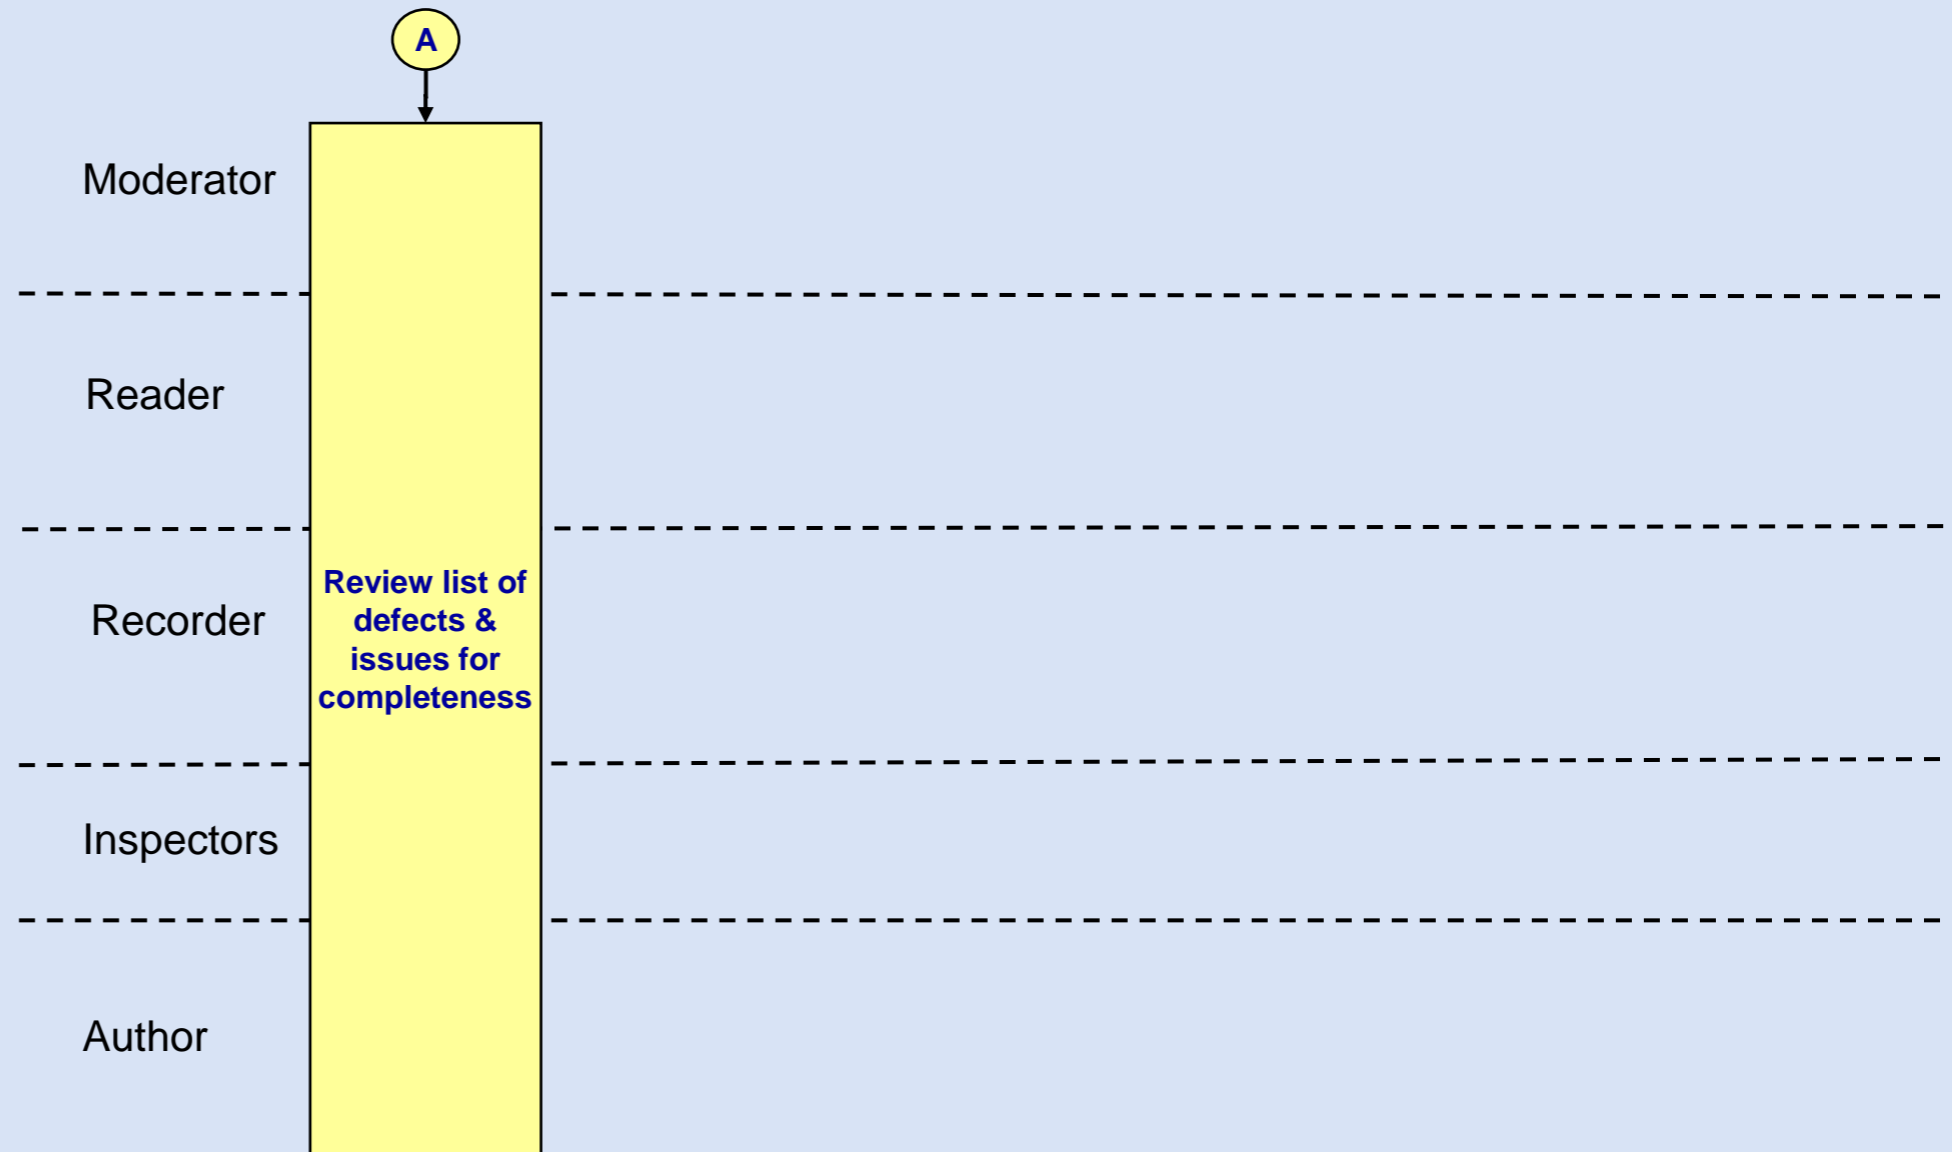 A
Moderator
Reader
Recorder
Review list of
defects &
issues for
completeness
Inspectors
Author